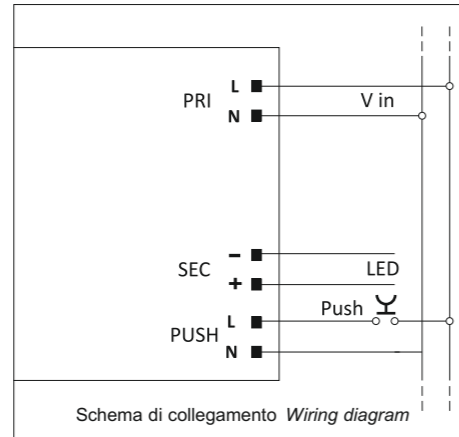 L
PRI
V in
N
−
SEC
LED
+
Push
L
PUSH
N
Schema di collegamento Wiring diagram